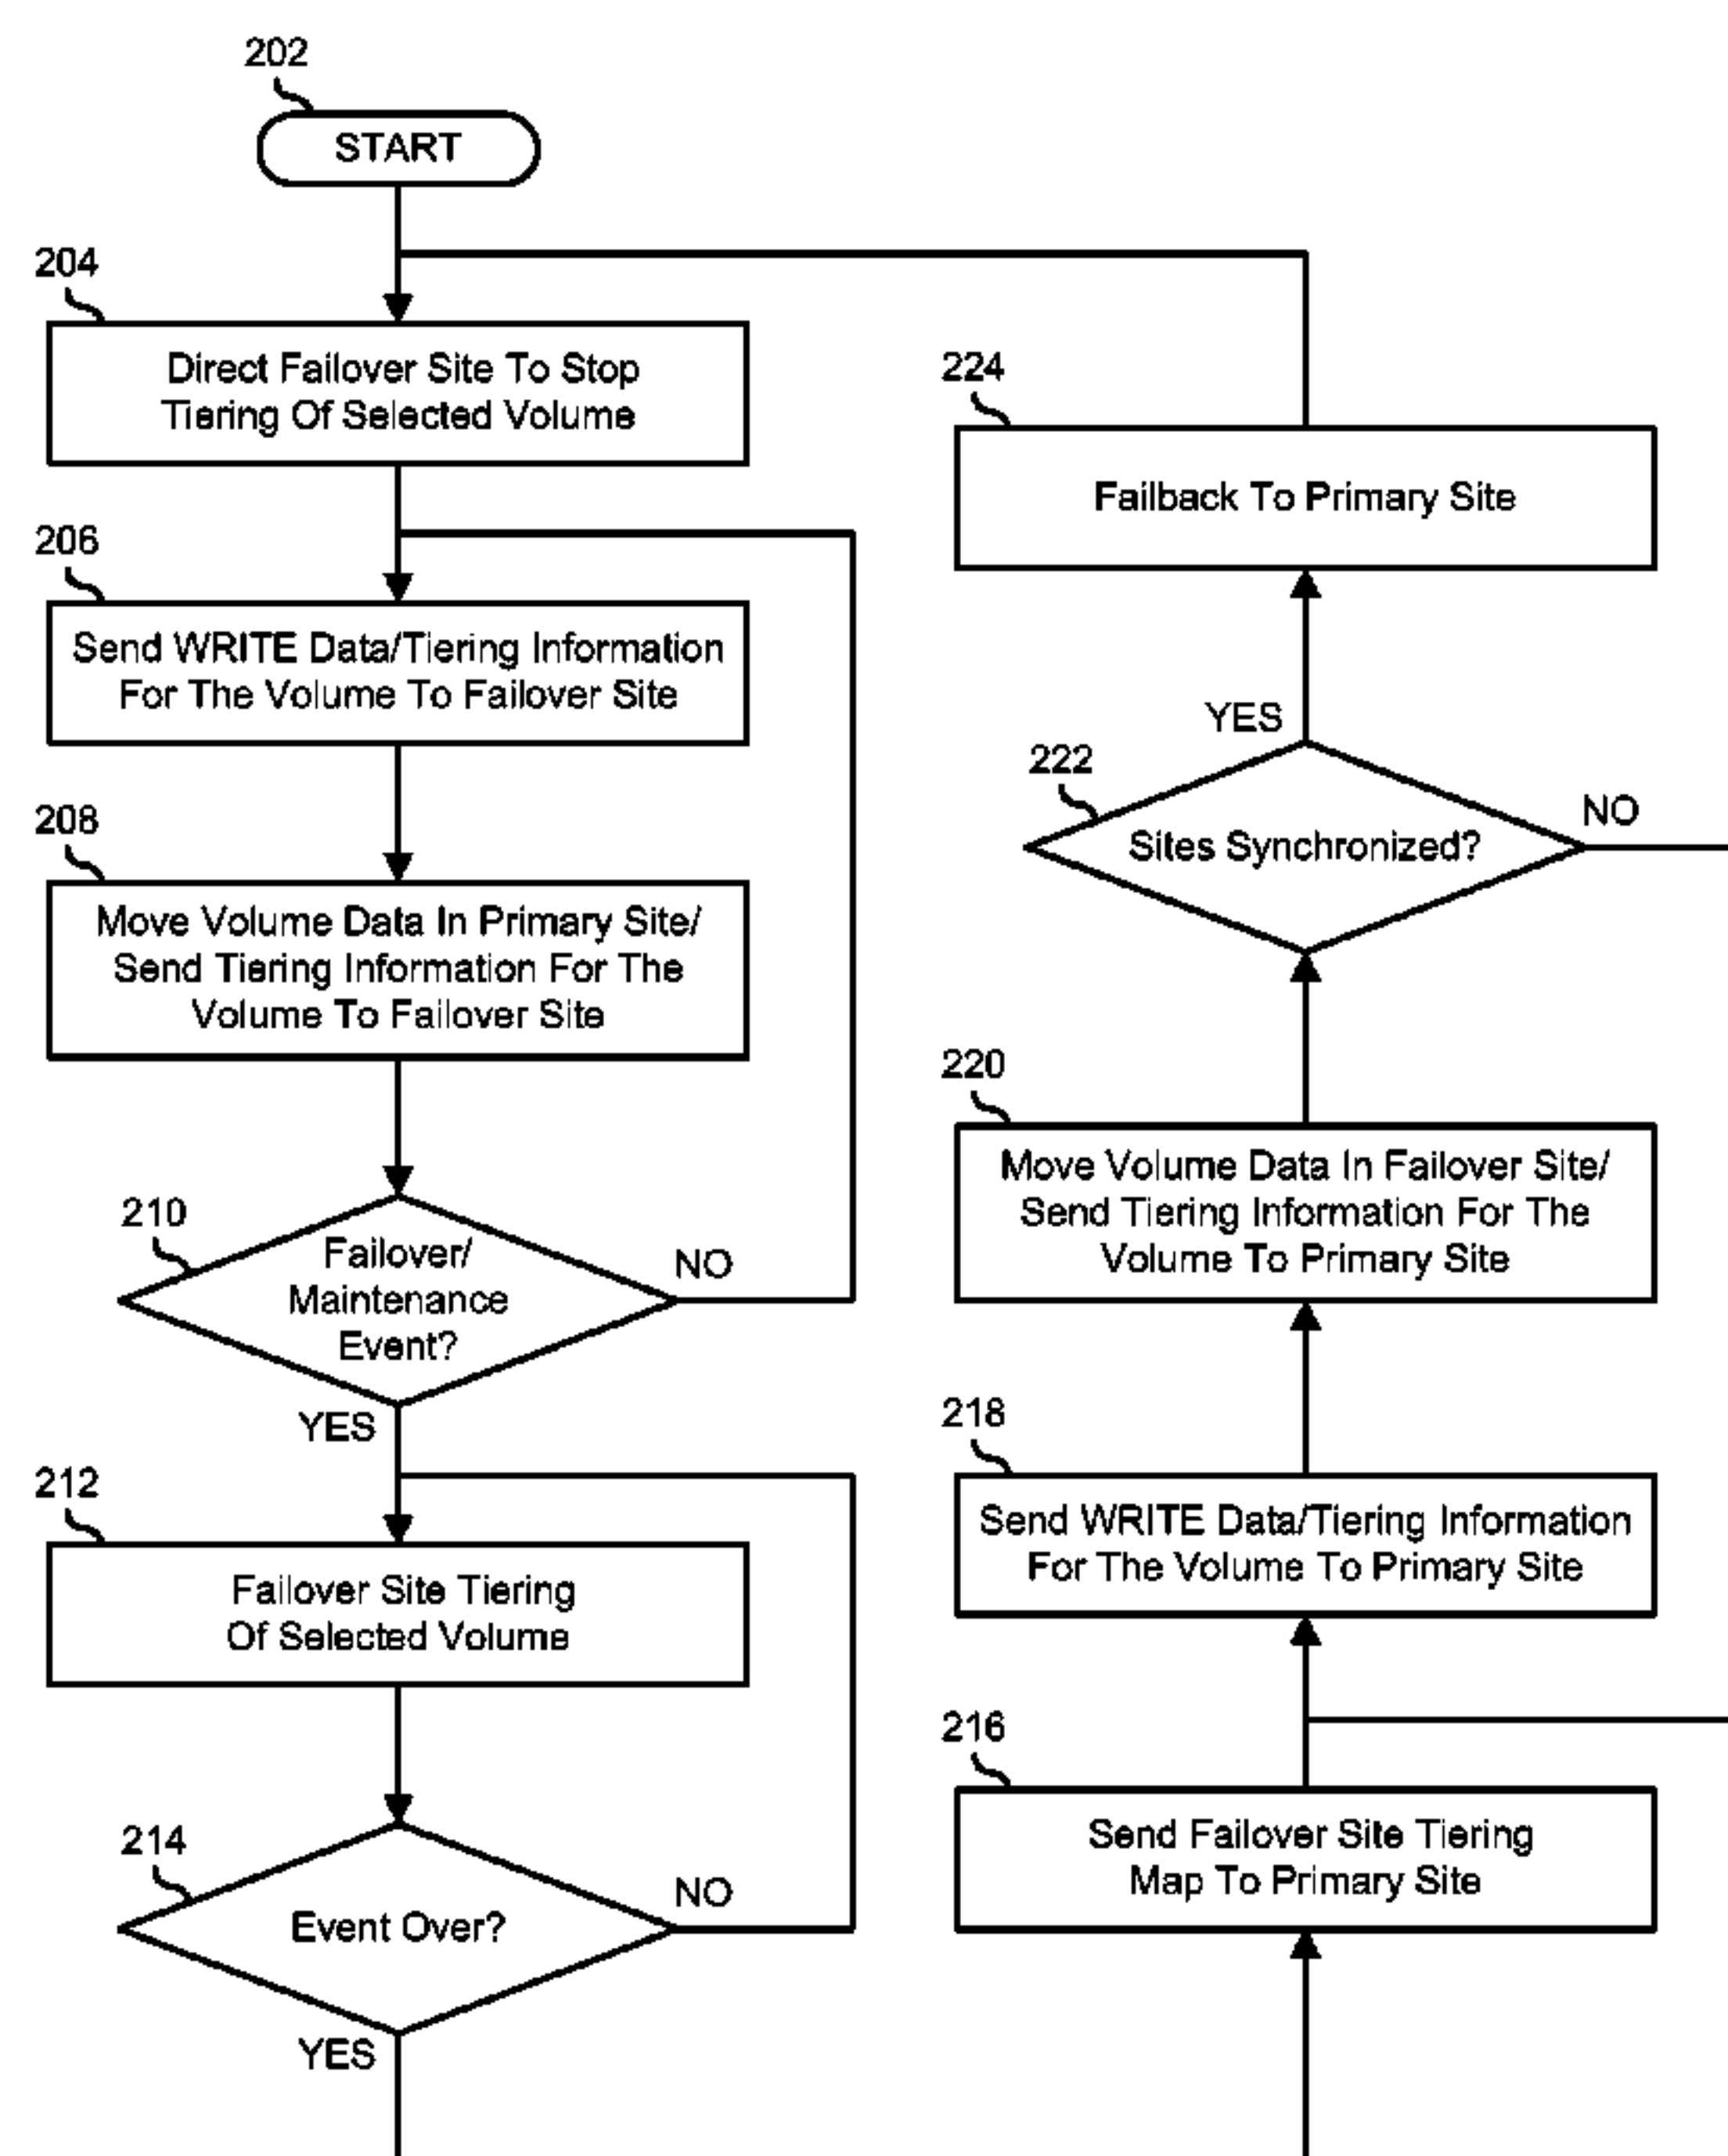 202
START
204
Direct Failover Site To Stop
Tiering Of Selected Volume
206
Send WRITE Data/Tiering Information
For The Volume To Failover Site
208
Move Volume Data In Primary Site/
Send Tiering Information For The
Volume To Failover Site
210
Failover/
Maintenance
Event?
NO
YES
212
Failover Site Tiering
Of Selected Volume
214
Event Over?
NO
YES
224
Failback To Primary Site
YES
222
Sites Synchronized?
NO
220
Move Volume Data In Failover Site/
Send Tiering Information For The
Volume To Primary Site
218
Send WRITE Data/Tiering Information
For The Volume To Primary Site
216
Send Failover Site Tiering
Map To Primary Site